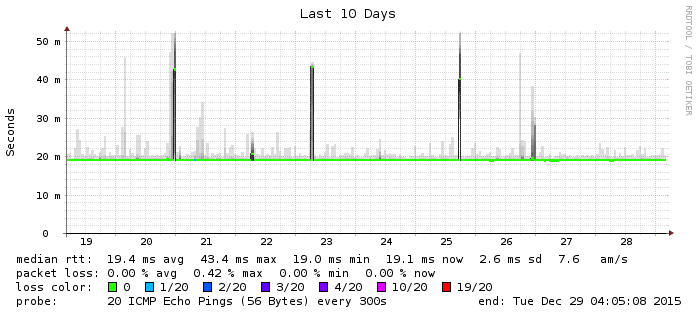 Last 10 Days
RRDTOOL / TOBI OETIKER
Seconds
50 m
40 m
30 m
20 m
10 m
0
19 20 21 22 23 24 25 26 27 28
median rtt: 19.4 ms avg 43.4 ms max 19.0 ms min 19.1 ms now 2.6 ms sd 7.6 am/s
packet loss: 0.00 % avg 0.42 % max 0.00 % min 0.00 % now
loss color: 0 1/20 2/20 3/20 4/20 10/20 19/20
probe: 20 ICMP Echo Pings (56 Bytes) every 300s end: Tue Dec 29 04:05:08 2015